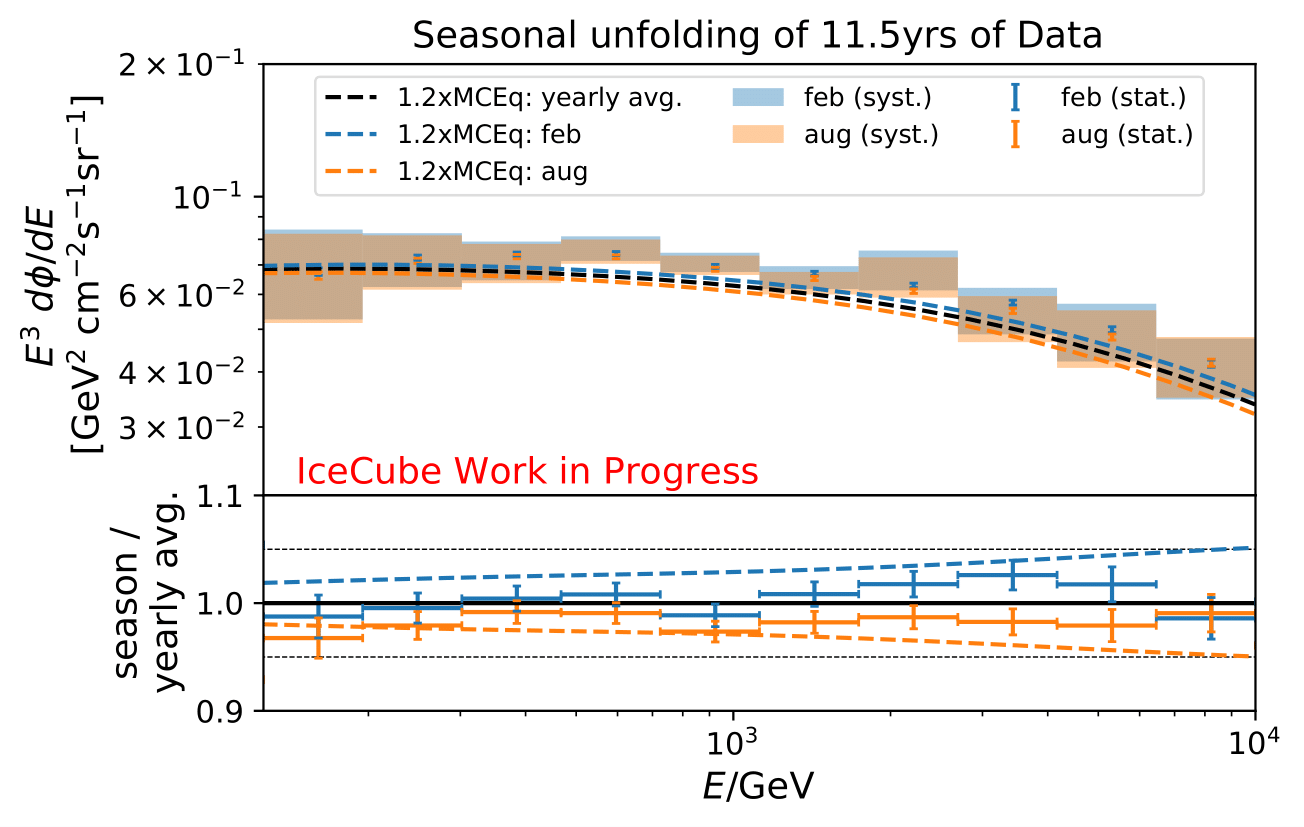 Seasonal unfolding of 11.5yrs of Data
1.2xMCEq: yearly avg.
1.2xMCEq: feb
1.2xMCEq: aug
feb (syst.)
aug (syst.)
feb (stat.)
aug (stat.)
2 × 10⁻¹
10⁻¹
6 × 10⁻²
4 × 10⁻²
3 × 10⁻²
E³ dϕ/dE
[GeV² cm⁻²s⁻¹sr⁻¹]
IceCube Work in Progress
1.1
1.0
0.9
season /
yearly avg.
10³
10⁴
E/GeV